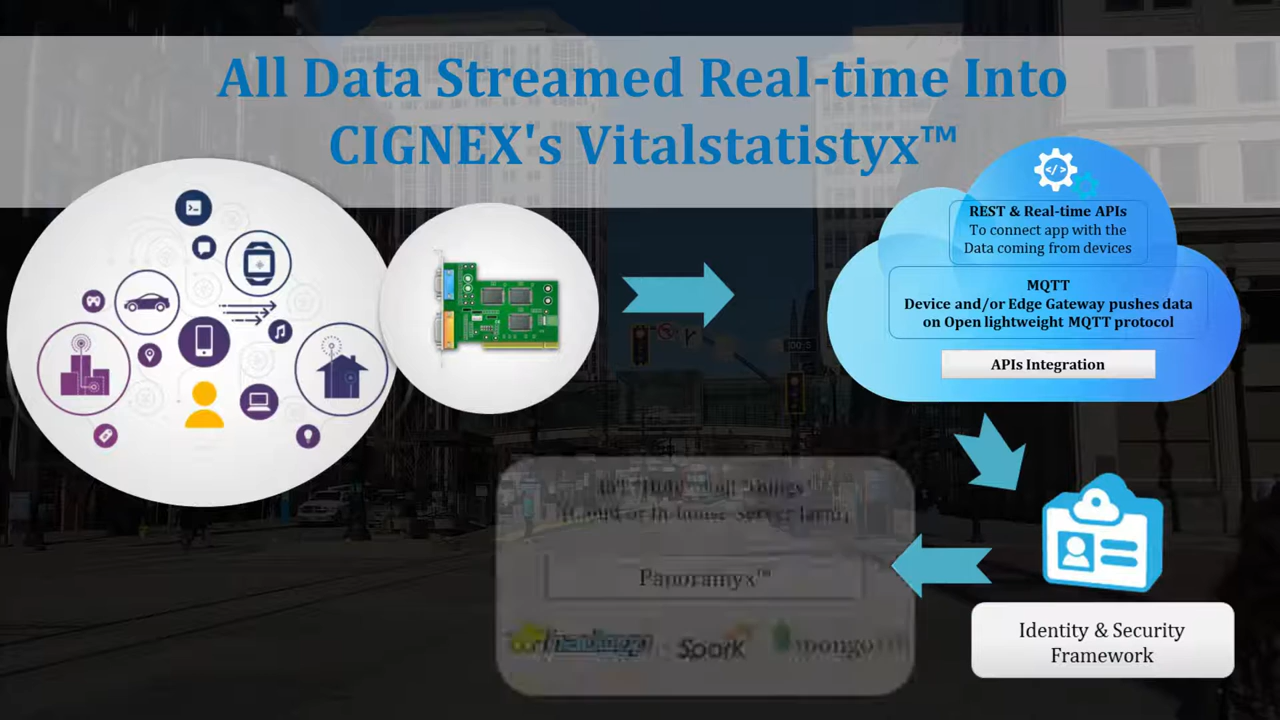 All Data Streamed Real-time Into
CIGNEX's Vitalstatistyx™
REST & Real-time APIs
To connect app with the
Data coming from devices
MQTT
Device and/or Edge Gateway pushes data
on Open lightweight MQTT protocol
APIs Integration
Identity & Security
Framework
Panoramyx™
Spark
mongo